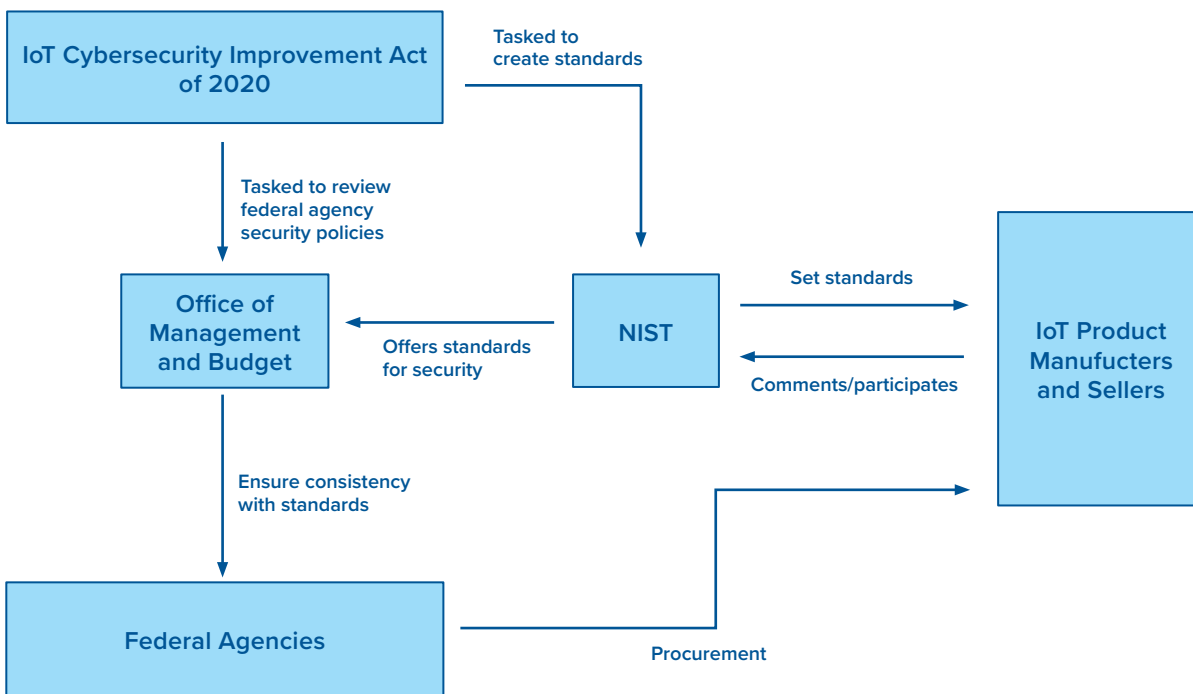 IoT Cybersecurity Improvement Act
of 2020
Tasked to
create standards
Tasked to review
federal agency
security policies
Office of
Management
and Budget
Offers standards
for security
NIST
Set standards
Comments/participates
IoT Product
Manufucters
and Sellers
Ensure consistency
with standards
Federal Agencies
Procurement